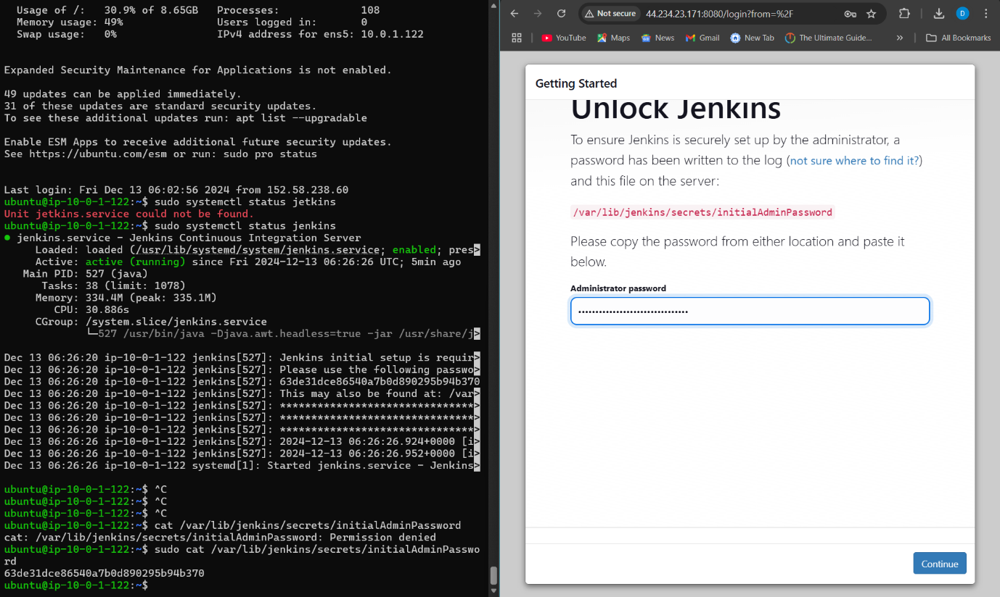 Usage of /:   30.9% of 8.65GB   Processes:             108
Memory usage: 49%               Users logged in:       0
Swap usage:   0%                IPv4 address for ens5: 10.0.1.122
Expanded Security Maintenance for Applications is not enabled.
49 updates can be applied immediately.
31 of these updates are standard security updates.
To see these additional updates run: apt list --upgradable
Enable ESM Apps to receive additional future security updates.
See https://ubuntu.com/esm or run: sudo pro status
Last login: Fri Dec 13 06:02:56 2024 from 152.58.238.60
ubuntu@ip-10-0-1-122:~$ sudo systemctl status jetkins
Unit jetkins.service could not be found.
ubuntu@ip-10-0-1-122:~$ sudo systemctl status jenkins
● jenkins.service - Jenkins Continuous Integration Server
Loaded: loaded (/usr/lib/systemd/system/jenkins.service; enabled; pres>
Active: active (running) since Fri 2024-12-13 06:26:26 UTC; 5min ago
Main PID: 527 (java)
Tasks: 38 (limit: 1078)
Memory: 334.4M (peak: 335.1M)
CPU: 30.886s
CGroup: /system.slice/jenkins.service
└─527 /usr/bin/java -Djava.awt.headless=true -jar /usr/share/j>
Dec 13 06:26:20 ip-10-0-1-122 jenkins[527]: Jenkins initial setup is requir>
Dec 13 06:26:20 ip-10-0-1-122 jenkins[527]: Please use the following passwo>
Dec 13 06:26:20 ip-10-0-1-122 jenkins[527]: 63de31dce86540a7b0d890295b94b370
Dec 13 06:26:20 ip-10-0-1-122 jenkins[527]: This may also be found at: /var>
Dec 13 06:26:20 ip-10-0-1-122 jenkins[527]: *******************************>
Dec 13 06:26:20 ip-10-0-1-122 jenkins[527]: *******************************>
Dec 13 06:26:20 ip-10-0-1-122 jenkins[527]: *******************************>
Dec 13 06:26:26 ip-10-0-1-122 jenkins[527]: 2024-12-13 06:26:26.924+0000 [i>
Dec 13 06:26:26 ip-10-0-1-122 jenkins[527]: 2024-12-13 06:26:26.952+0000 [i>
Dec 13 06:26:26 ip-10-0-1-122 systemd[1]: Started jenkins.service - Jenkins>
ubuntu@ip-10-0-1-122:~$ ^C
ubuntu@ip-10-0-1-122:~$ ^C
ubuntu@ip-10-0-1-122:~$ ^C
ubuntu@ip-10-0-1-122:~$ cat /var/lib/jenkins/secrets/initialAdminPassword
cat: /var/lib/jenkins/secrets/initialAdminPassword: Permission denied
ubuntu@ip-10-0-1-122:~$ sudo cat /var/lib/jenkins/secrets/initialAdminPasswo
rd
63de31dce86540a7b0d890295b94b370
ubuntu@ip-10-0-1-122:~$
Not secure 44.234.23.171:8080/login?from=%2F
D
YouTube Maps News Gmail New Tab The Ultimate Guide... » All Bookmarks
Getting Started
Unlock Jenkins
To ensure Jenkins is securely set up by the administrator, a
password has been written to the log (not sure where to find it?)
and this file on the server:
/var/lib/jenkins/secrets/initialAdminPassword
Please copy the password from either location and paste it
below.
Administrator password
••••••••••••••••••••••••••••••••
Continue